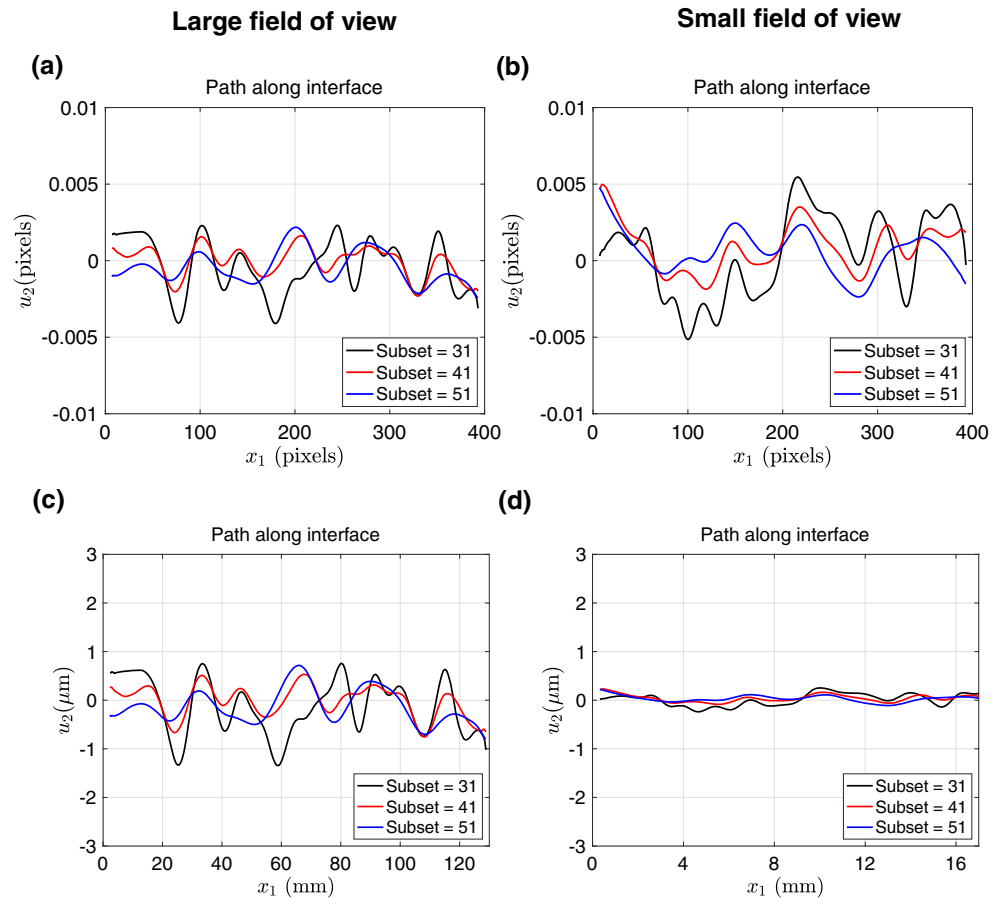 Large field of view
Small field of view
(a)
Path along interface
0.01
0.005
0
-0.005
-0.01
u₂(pixels)
0 100 200 300 400
x₁ (pixels)
Subset = 31
Subset = 41
Subset = 51
(b)
Path along interface
0.01
0.005
0
-0.005
-0.01
u₂(pixels)
0 100 200 300 400
x₁ (pixels)
Subset = 31
Subset = 41
Subset = 51
(c)
Path along interface
3
2
1
0
-1
-2
-3
u₂(μm)
0 20 40 60 80 100 120
x₁ (mm)
Subset = 31
Subset = 41
Subset = 51
(d)
Path along interface
3
2
1
0
-1
-2
-3
u₂(μm)
0 4 8 12 16
x₁ (mm)
Subset = 31
Subset = 41
Subset = 51